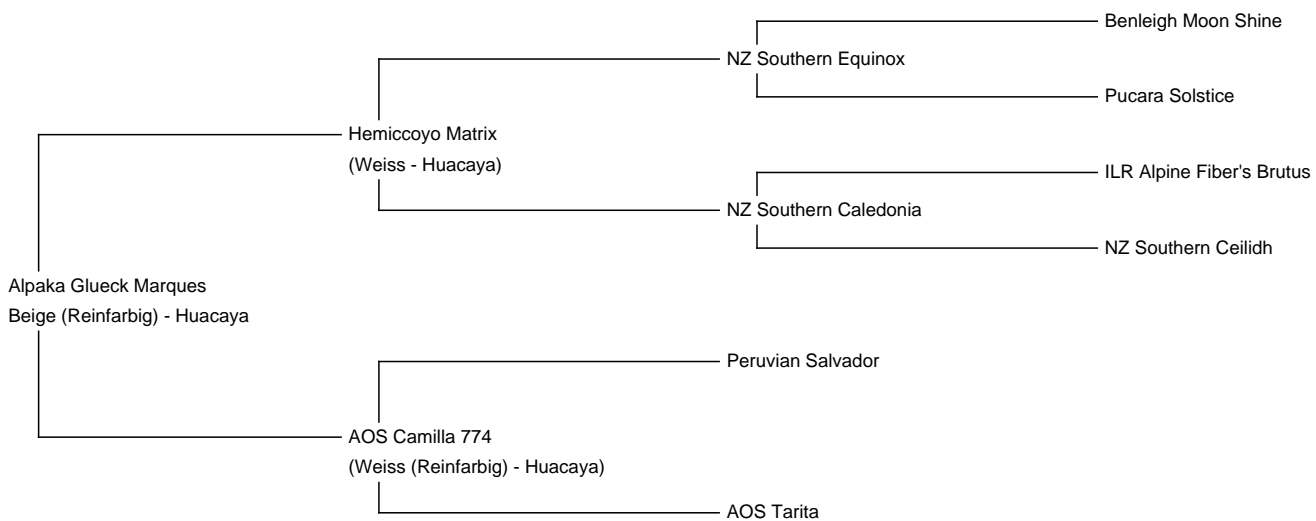 Benleigh Moon Shine
NZ Southern Equinox
Pucara Solstice
Hemiccoyo Matrix
(Weiss - Huacaya)
ILR Alpine Fiber's Brutus
NZ Southern Caledonia
NZ Southern Ceilidh
Alpaka Glueck Marques
Beige (Reinfarbig) - Huacaya
Peruvian Salvador
AOS Camilla 774
(Weiss (Reinfarbig) - Huacaya)
AOS Tarita